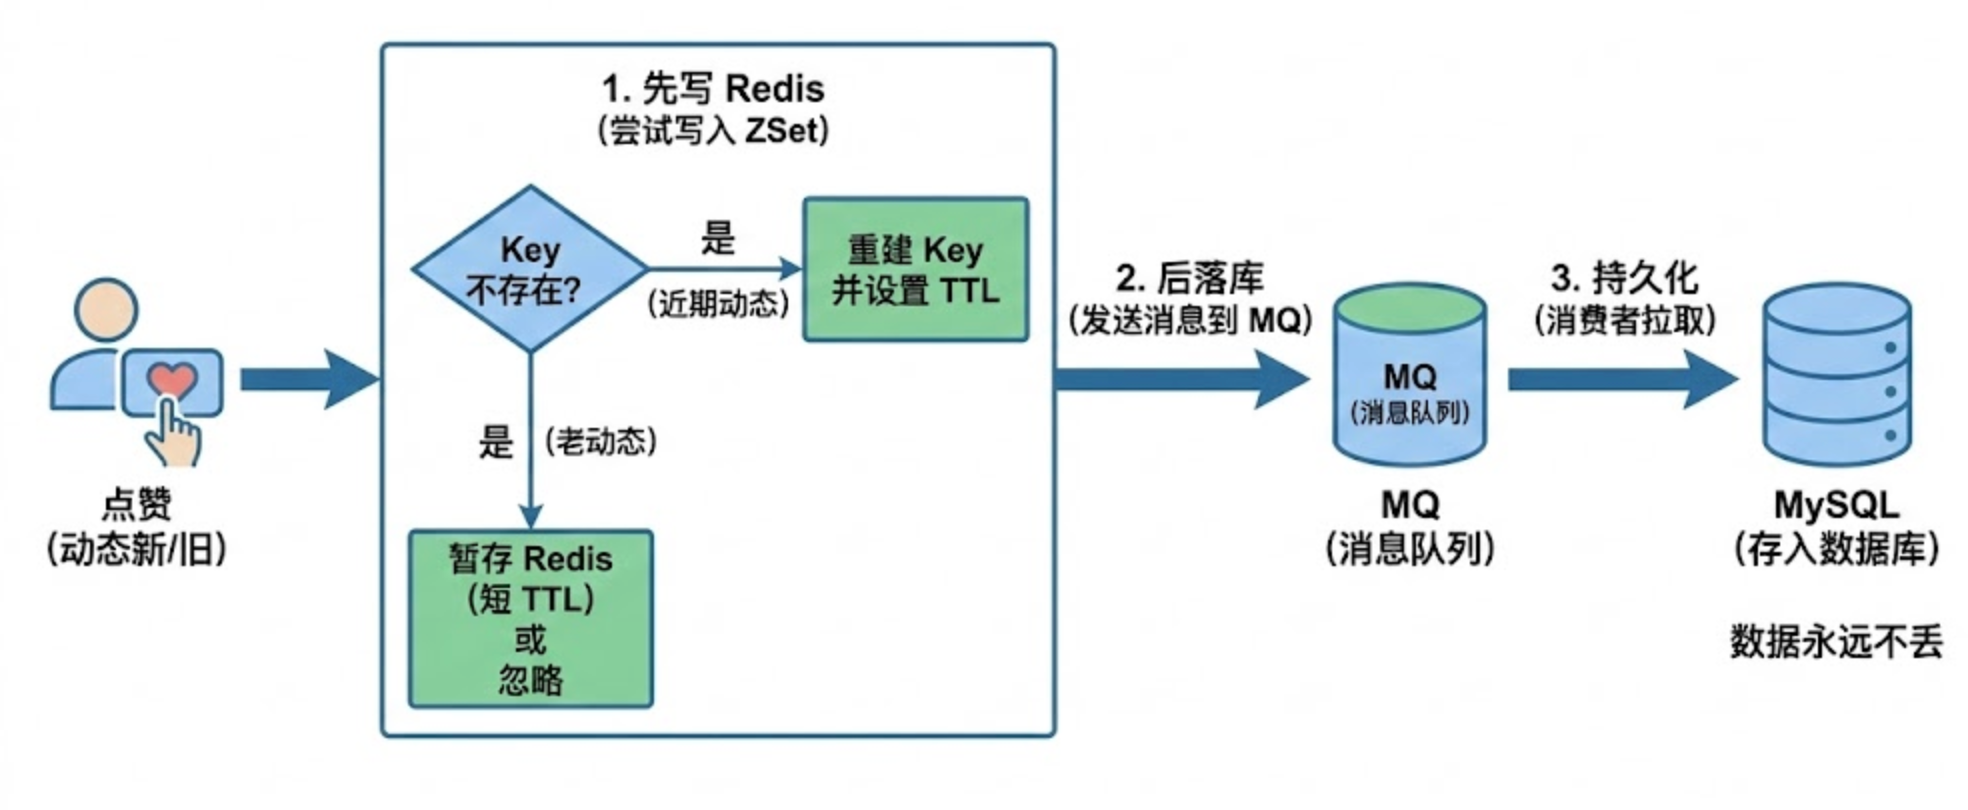 点赞
(动态新/旧)
1. 先写 Redis
(尝试写入 ZSet)
Key
不存在?
是
(近期动态)
重建 Key
并设置 TTL
是
(老动态)
暂存 Redis
(短 TTL)
或
忽略
2. 后落库
(发送消息到 MQ)
MQ
(消息队列)
MQ
(消息队列)
3. 持久化
(消费者拉取)
MySQL
(存入数据库)
数据永远不丢